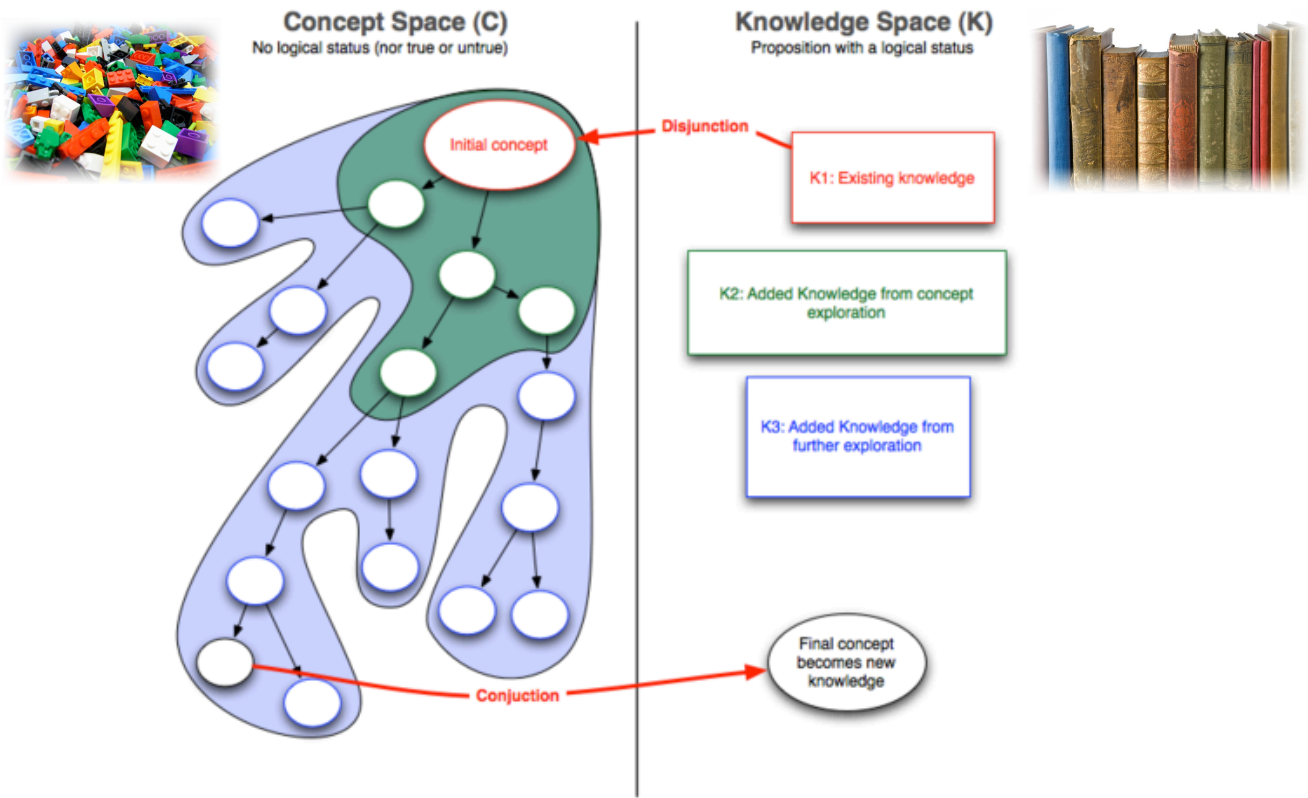 Concept Space (C)
No logical status (nor true or untrue)
Knowledge Space (K)
Proposition with a logical status
Initial concept
Disjunction
K1: Existing knowledge
K2: Added Knowledge from concept
exploration
K3: Added Knowledge from
further exploration
Final concept
becomes new
knowledge
Conjuction